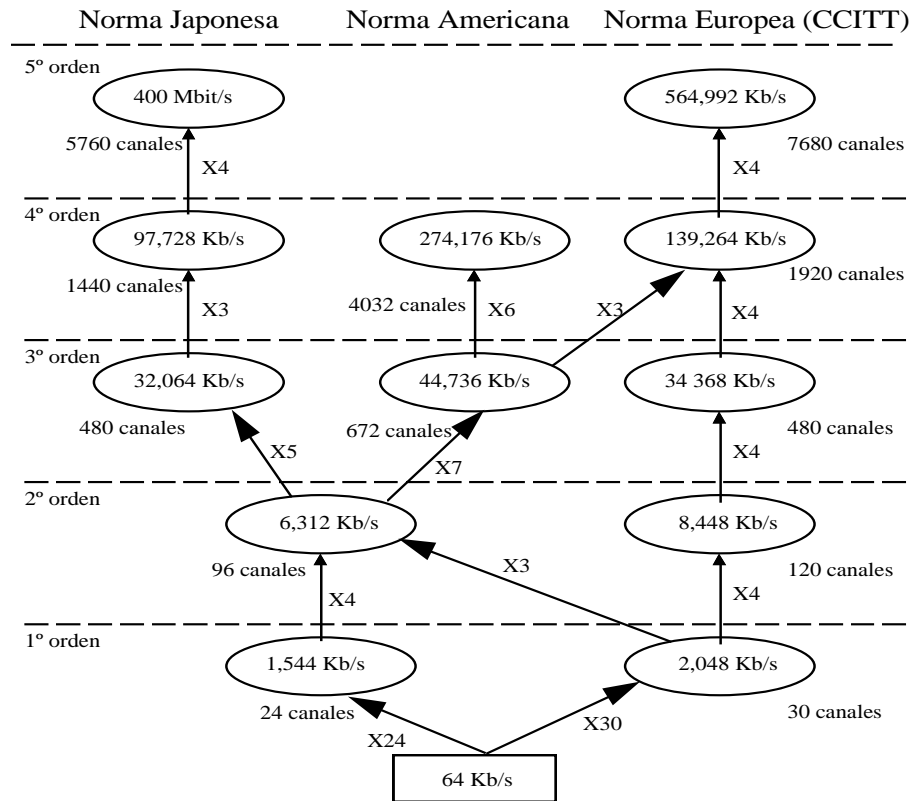 Norma Japonesa Norma Americana Norma Europea (CCITT)
5º orden
400 Mbit/s 564,992 Kb/s
5760 canales 7680 canales
X4 X4
4º orden
97,728 Kb/s 274,176 Kb/s 139,264 Kb/s
1440 canales 1920 canales
4032 canales
X3 X6 X3 X4
3º orden
32,064 Kb/s 44,736 Kb/s 34 368 Kb/s
480 canales 672 canales 480 canales
X5 X7 X4
2º orden
6,312 Kb/s 8,448 Kb/s
96 canales X3 120 canales
X4 X4
1º orden
1,544 Kb/s 2,048 Kb/s
24 canales 30 canales
X24 X30
64 Kb/s